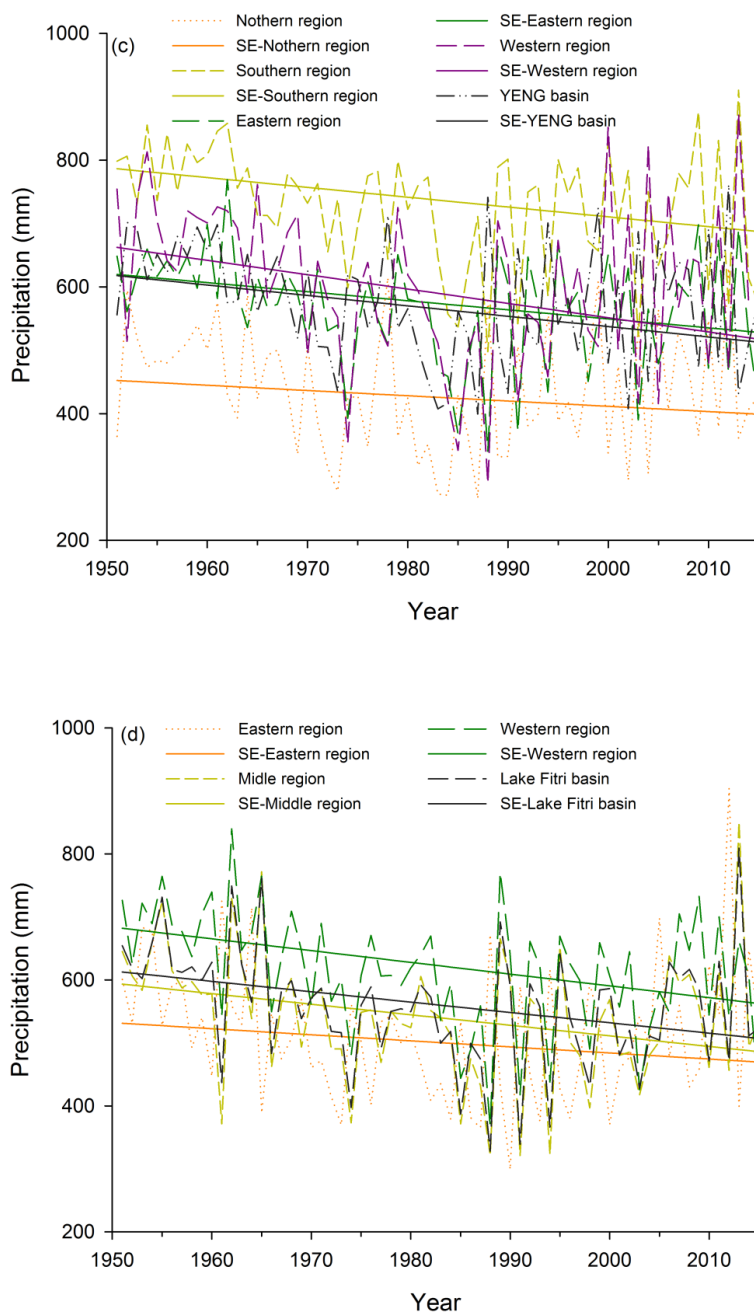 (c)
Nothern region
SE-Nothern region
Southern region
SE-Southern region
Eastern region
SE-Eastern region
Western region
SE-Western region
YENG basin
SE-YENG basin
Precipitation (mm)
1000
800
600
400
200
1950 1960 1970 1980 1990 2000 2010
Year
(d)
Eastern region
SE-Eastern region
Midle region
SE-Middle region
Western region
SE-Western region
Lake Fitri basin
SE-Lake Fitri basin
Precipitation (mm)
1000
800
600
400
200
1950 1960 1970 1980 1990 2000 2010
Year